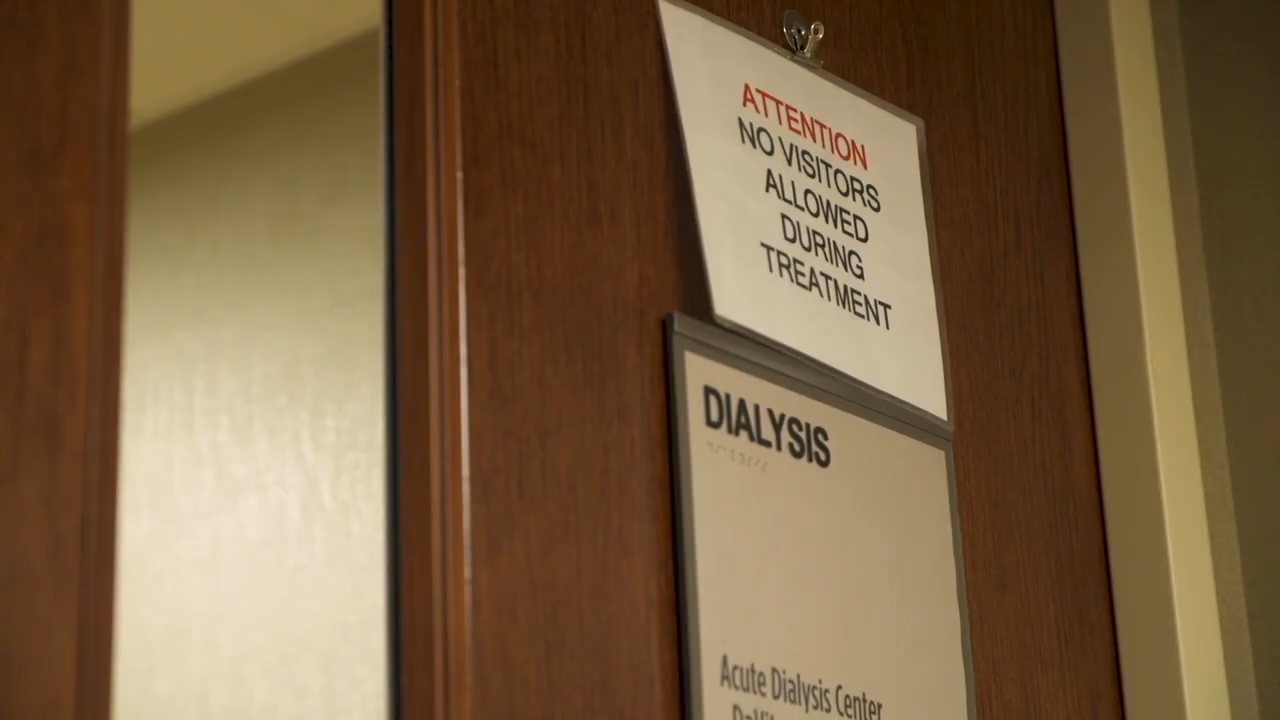 ATTENTION
NO VISITORS
ALLOWED
DURING
TREATMENT
DIALYSIS
Acute Dialysis Center